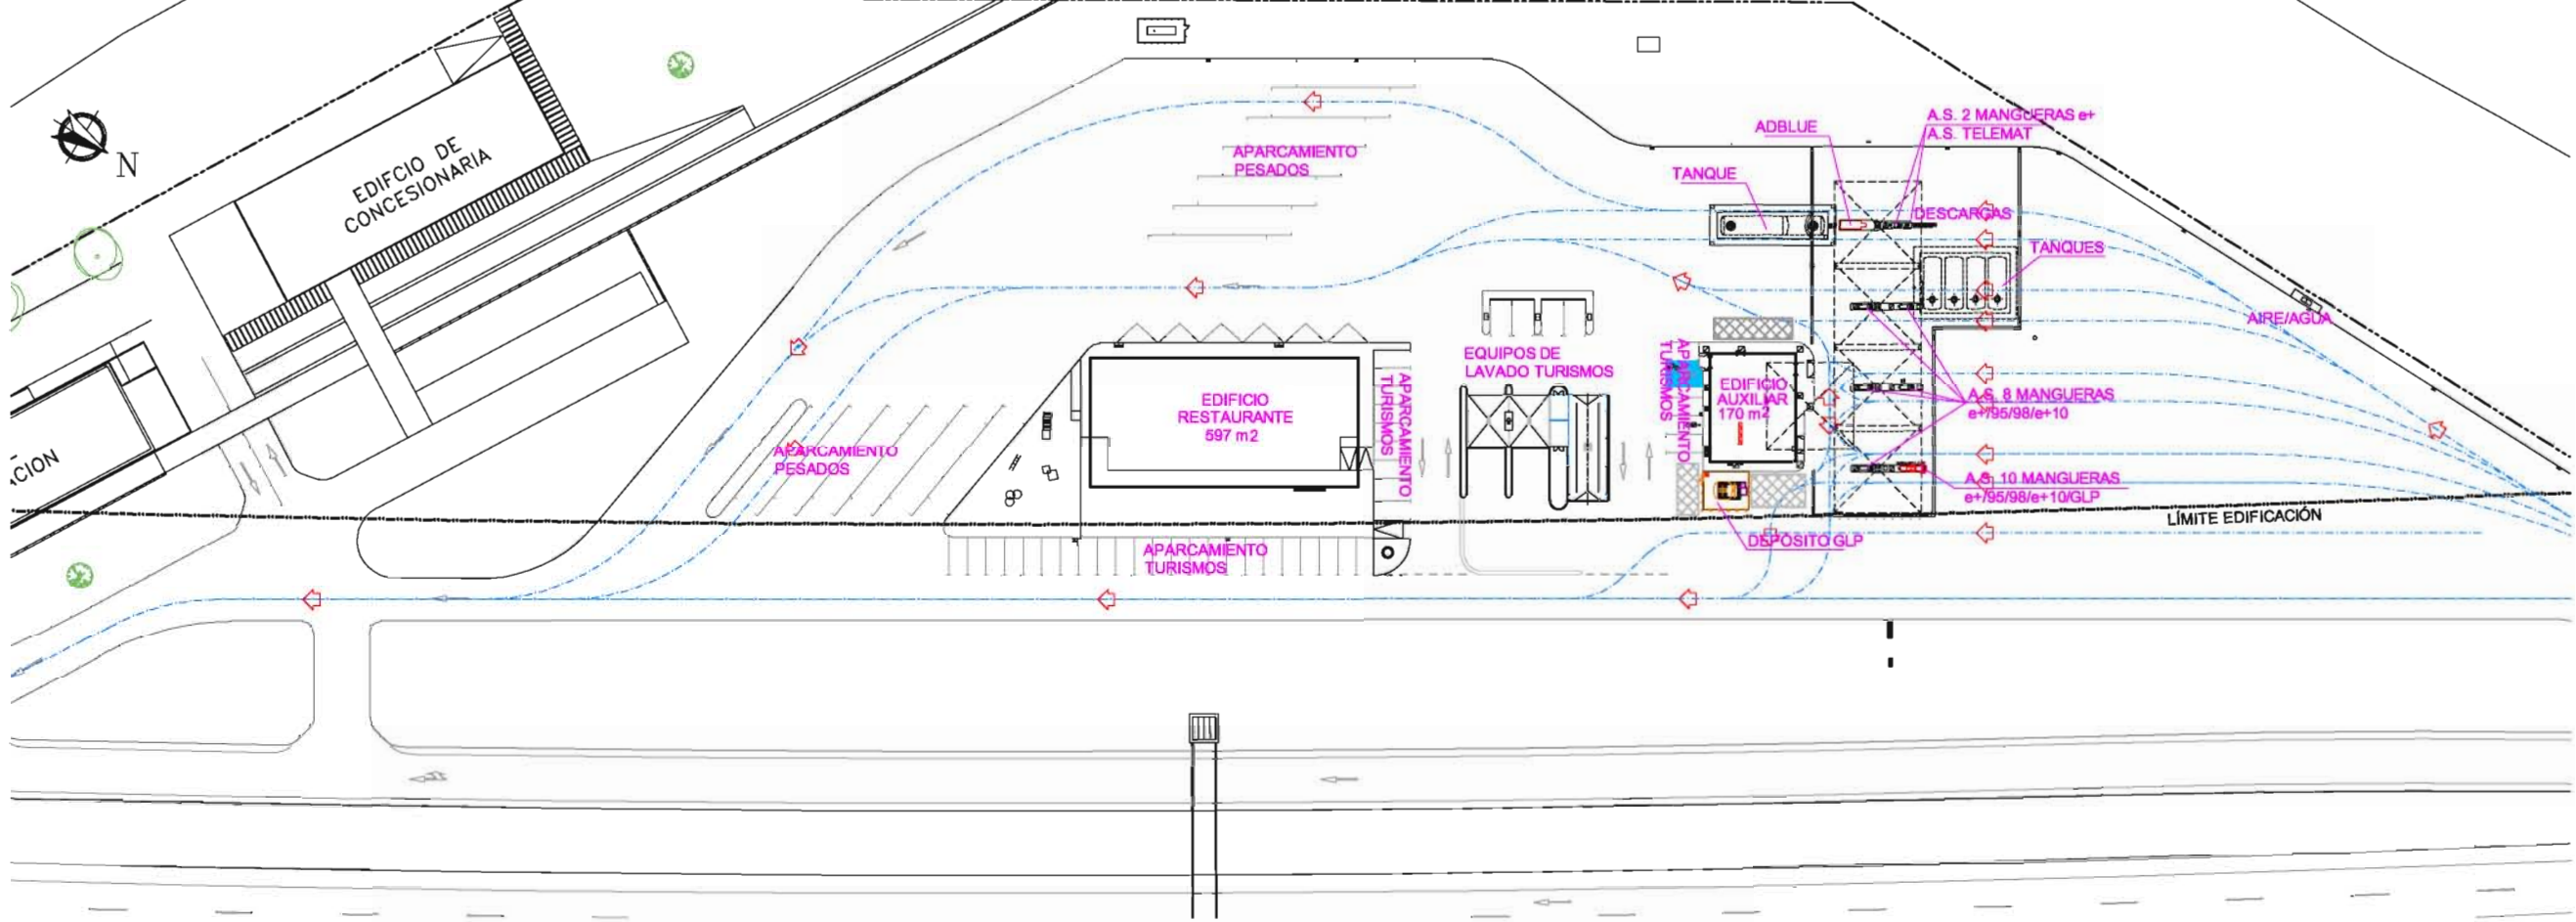 N
EDIFCIO DE
CONCESIONARIA
ACION
APARCAMIENTO
PESADOS
ADBLUE
A.S. 2 MANGUERAS e+
A.S. TELEMAT
TANQUE
DESCARGAS
TANQUES
AIRE/AGUA
EQUIPOS DE
LAVADO TURISMOS
APARCAMIENTO
TURISMOS
EDIFICIO
RESTAURANTE
597 m2
APARCAMIENTO
TURISMOS
EDIFICIO
AUXILIAR
170 m2
A.S. 8 MANGUERAS
e+/95/98/e+10
APARCAMIENTO
PESADOS
A.S. 10 MANGUERAS
e+/95/98/e+10/GLP
LÍMITE EDIFICACIÓN
DEPÓSITO GLP
APARCAMIENTO
TURISMOS